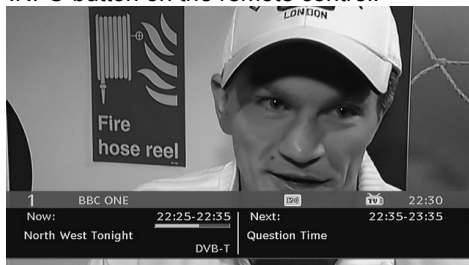 INFO button on the remote control.
LONDON
Fire
hose reel
1 BBC ONE 22:30
Now: 22:25-22:35 Next: 22:35-23:35
North West Tonight Question Time
DVB-T